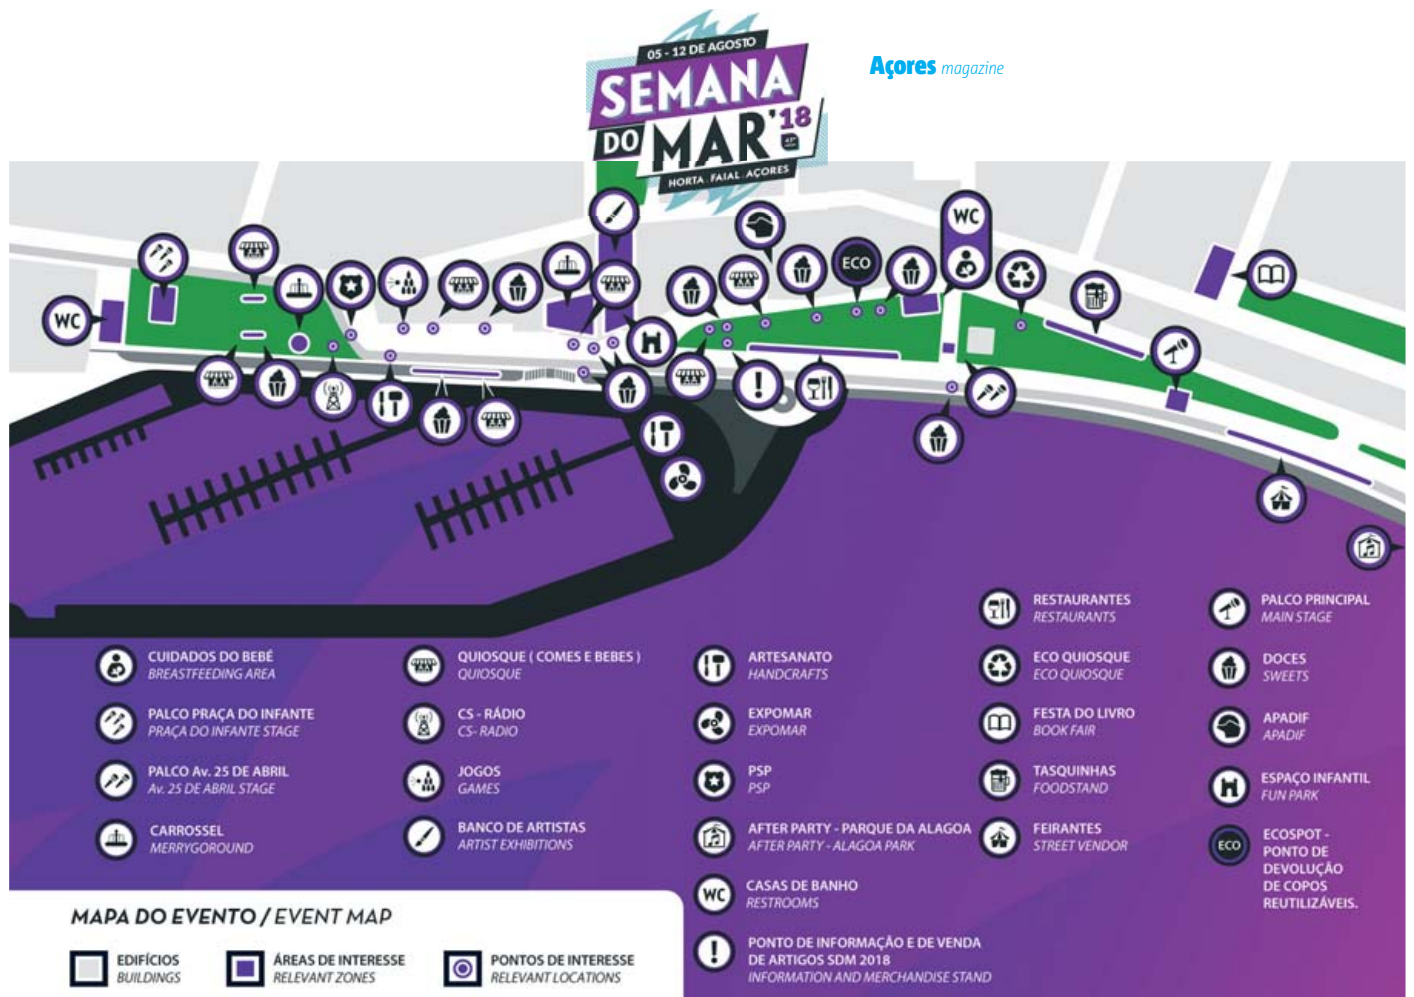 05 - 12 DE AGOSTO
SEMANA
DO MAR'18
HORTA . FAIAL . AÇORES
Açores magazine
WC
ECO
WC
CUIDADOS DO BEBÉ
BREASTFEEDING AREA
PALCO PRAÇA DO INFANTE
PRAÇA DO INFANTE STAGE
PALCO Av. 25 DE ABRIL
Av. 25 DE ABRIL STAGE
CARROSSEL
MERRYGOROUND
QUIOSQUE ( COMES E BEBES )
QUIOSQUE
CS - RÁDIO
CS- RADIO
JOGOS
GAMES
BANCO DE ARTISTAS
ARTIST EXHIBITIONS
ARTESANATO
HANDCRAFTS
EXPOMAR
EXPOMAR
PSP
PSP
AFTER PARTY - PARQUE DA ALAGOA
AFTER PARTY - ALAGOA PARK
WC
CASAS DE BANHO
RESTROOMS
!
PONTO DE INFORMAÇÃO E DE VENDA
DE ARTIGOS SDM 2018
INFORMATION AND MERCHANDISE STAND
RESTAURANTES
RESTAURANTS
ECO QUIOSQUE
ECO QUIOSQUE
FESTA DO LIVRO
BOOK FAIR
TASQUINHAS
FOODSTAND
FEIRANTES
STREET VENDOR
PALCO PRINCIPAL
MAIN STAGE
DOCES
SWEETS
APADIF
APADIF
ESPAÇO INFANTIL
FUN PARK
ECO
ECOSPOT -
PONTO DE
DEVOLUÇÃO
DE COPOS
REUTILIZÁVEIS.
MAPA DO EVENTO / EVENT MAP
EDIFÍCIOS
BUILDINGS
ÁREAS DE INTERESSE
RELEVANT ZONES
PONTOS DE INTERESSE
RELEVANT LOCATIONS